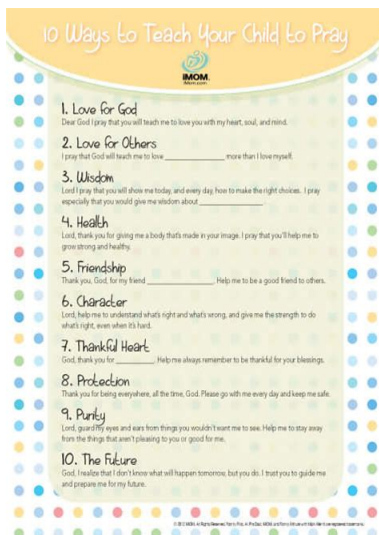 10 Ways to Teach Your Child to Pray
iMOM
iMom.com
1. Love for God
Dear God I pray that you will teach me to love you with my heart, soul, and mind.
2. Love for Others
I pray that God will teach me to love ____________ more than I love myself.
3. Wisdom
Lord I pray that you will show me today, and every day, how to make the right choices. I pray
especially that you would give me wisdom about ____________.
4. Health
Lord, thank you for giving me a body that's made in your image. I pray that you'll help me to
grow strong and healthy.
5. Friendship
Thank you, God, for my friend ____________. Help me to be a good friend to others.
6. Character
Lord, help me to understand what's right and what's wrong, and give me the strength to do
what's right, even when it's hard.
7. Thankful Heart
God, thank you for ________. Help me always remember to be thankful for your blessings.
8. Protection
Thank you for being everywhere, all the time, God. Please go with me every day and keep me safe.
9. Purity
Lord, guard my eyes and ears from things you wouldn't want me to see. Help me to stay away
from the things that aren't pleasing to you or good for me.
10. The Future
God, I realize that I don't know what will happen tomorrow, but you do. I trust you to guide me
and prepare me for my future.
iMOM. All Rights Reserved.